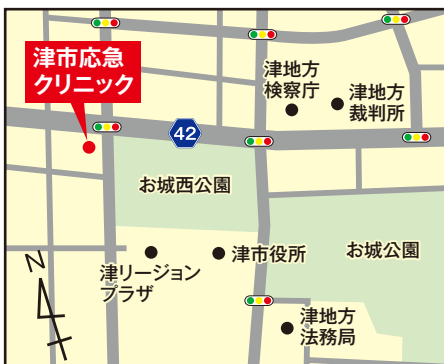 津市応急
クリニック
津地方
検察庁
津地方
裁判所
42
お城西公園
津リージョン
プラザ
津市役所
お城公園
津地方
法務局
N